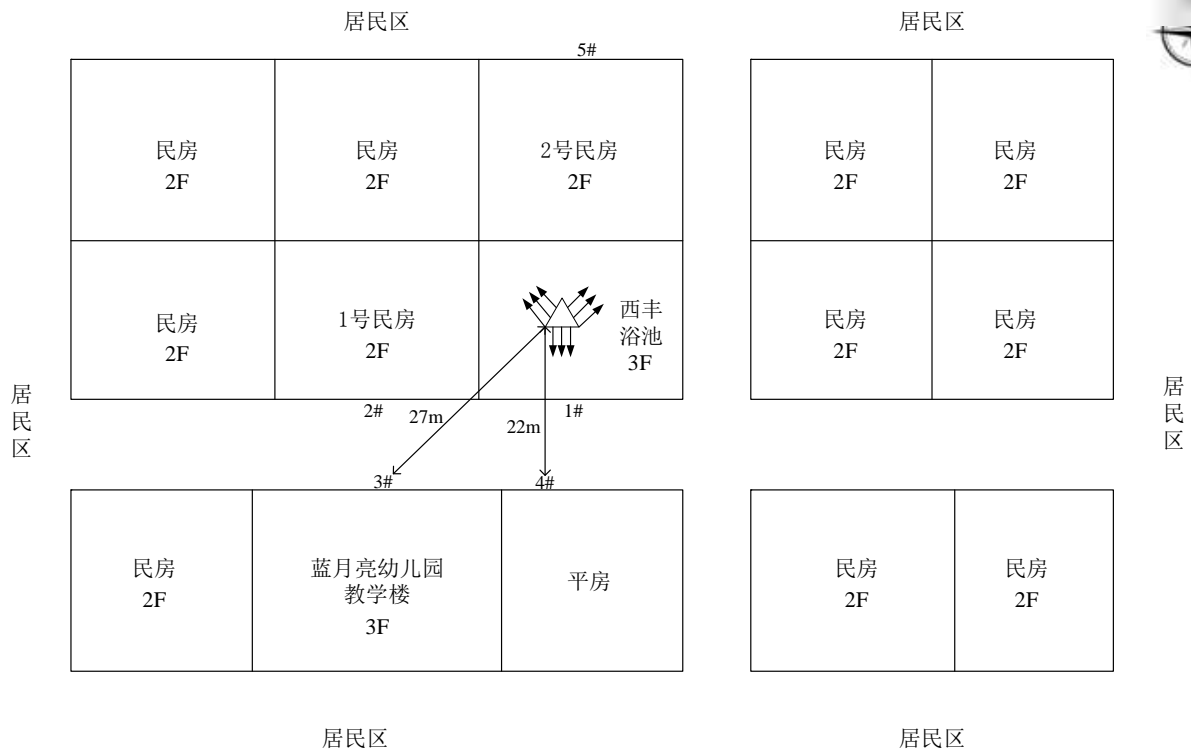 居民区
居民区
5#
民房
2F
民房
2F
2号民房
2F
民房
2F
民房
2F
民房
2F
1号民房
2F
西丰
浴池
3F
民房
2F
民房
2F
居
民
区
居
民
区
2#
27m
22m
1#
3#
4#
民房
2F
蓝月亮幼儿园
教学楼
3F
平房
民房
2F
民房
2F
居民区
居民区